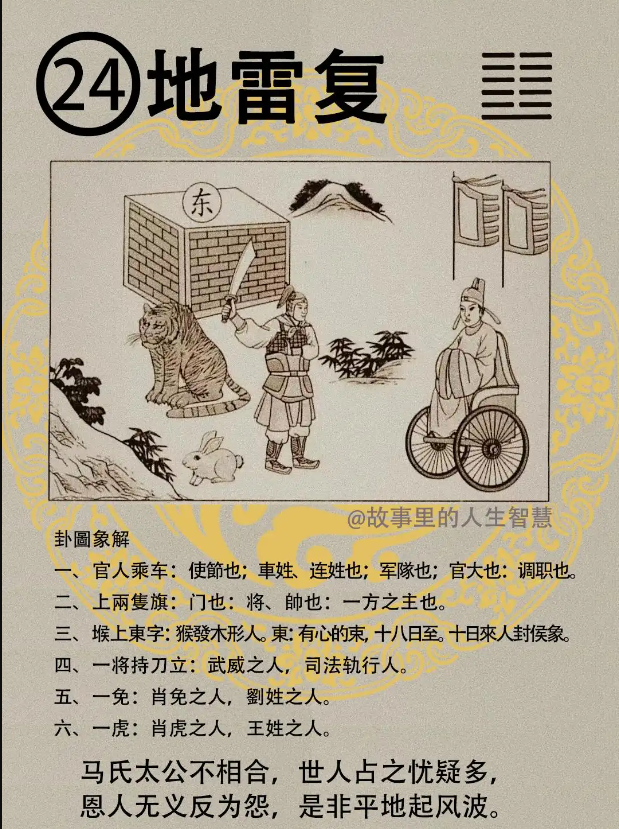 24 地雷复
东
@故事里的人生智慧
卦圖象解
一、官人乘车：使節也；車姓、连姓也；军隊也；官大也：调职也。
二、上兩隻旗：门也：将、帥也：一方之主也。
三、堠上東字：猴發木形人。東：有心的束，十八日至。十日來人封侯象。
四、一将持刀立：武威之人，司法轨行人。
五、一免：肖免之人，劉姓之人。
六、一虎：肖虎之人，王姓之人。
马氏太公不相合，世人占之忧疑多，
恩人无义反为怨，是非平地起风波。